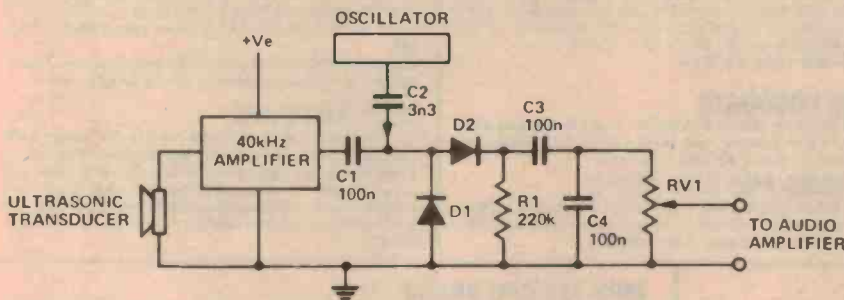 OSCILLATOR
+Ve
C2
3n3
40kHz
AMPLIFIER
C1
100n
D2
C3
100n
ULTRASONIC
TRANSDUCER
D1
R1
220k
C4
100n
RV1
TO AUDIO
AMPLIFIER